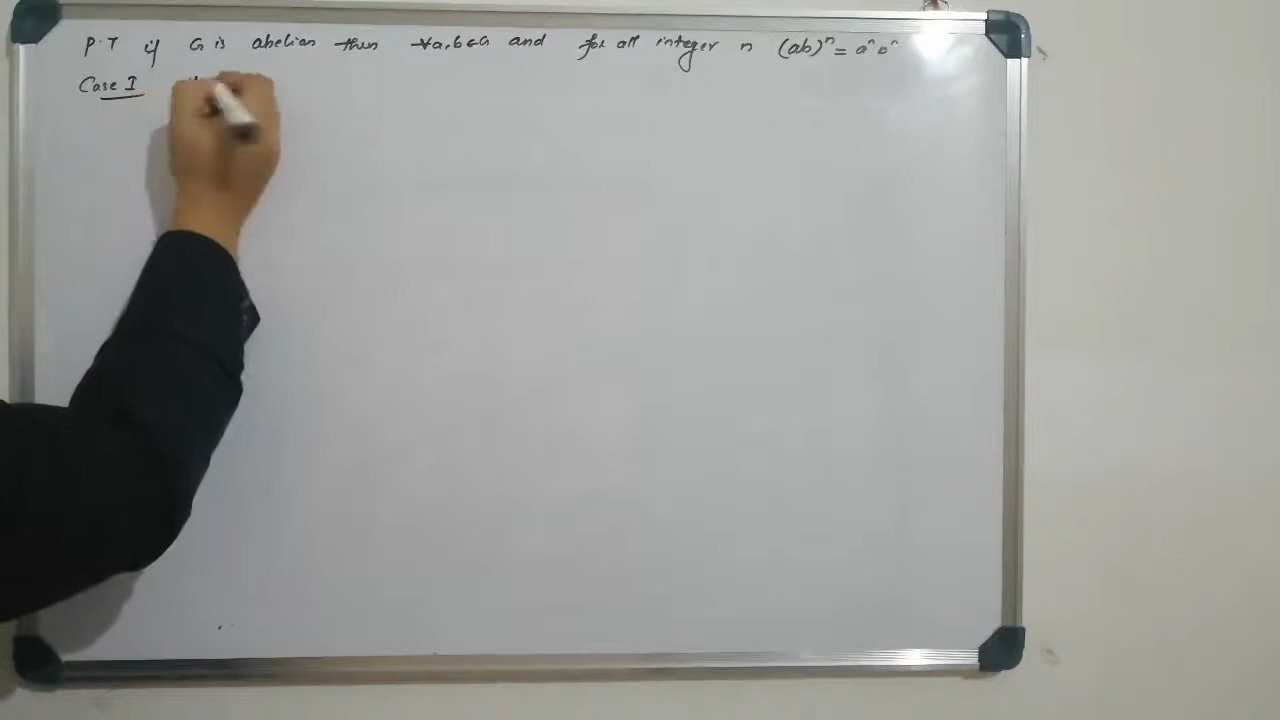 P.T if G is abelian then ∀a,b∈G and for all integer n (ab)ⁿ = aⁿbⁿ
Case I